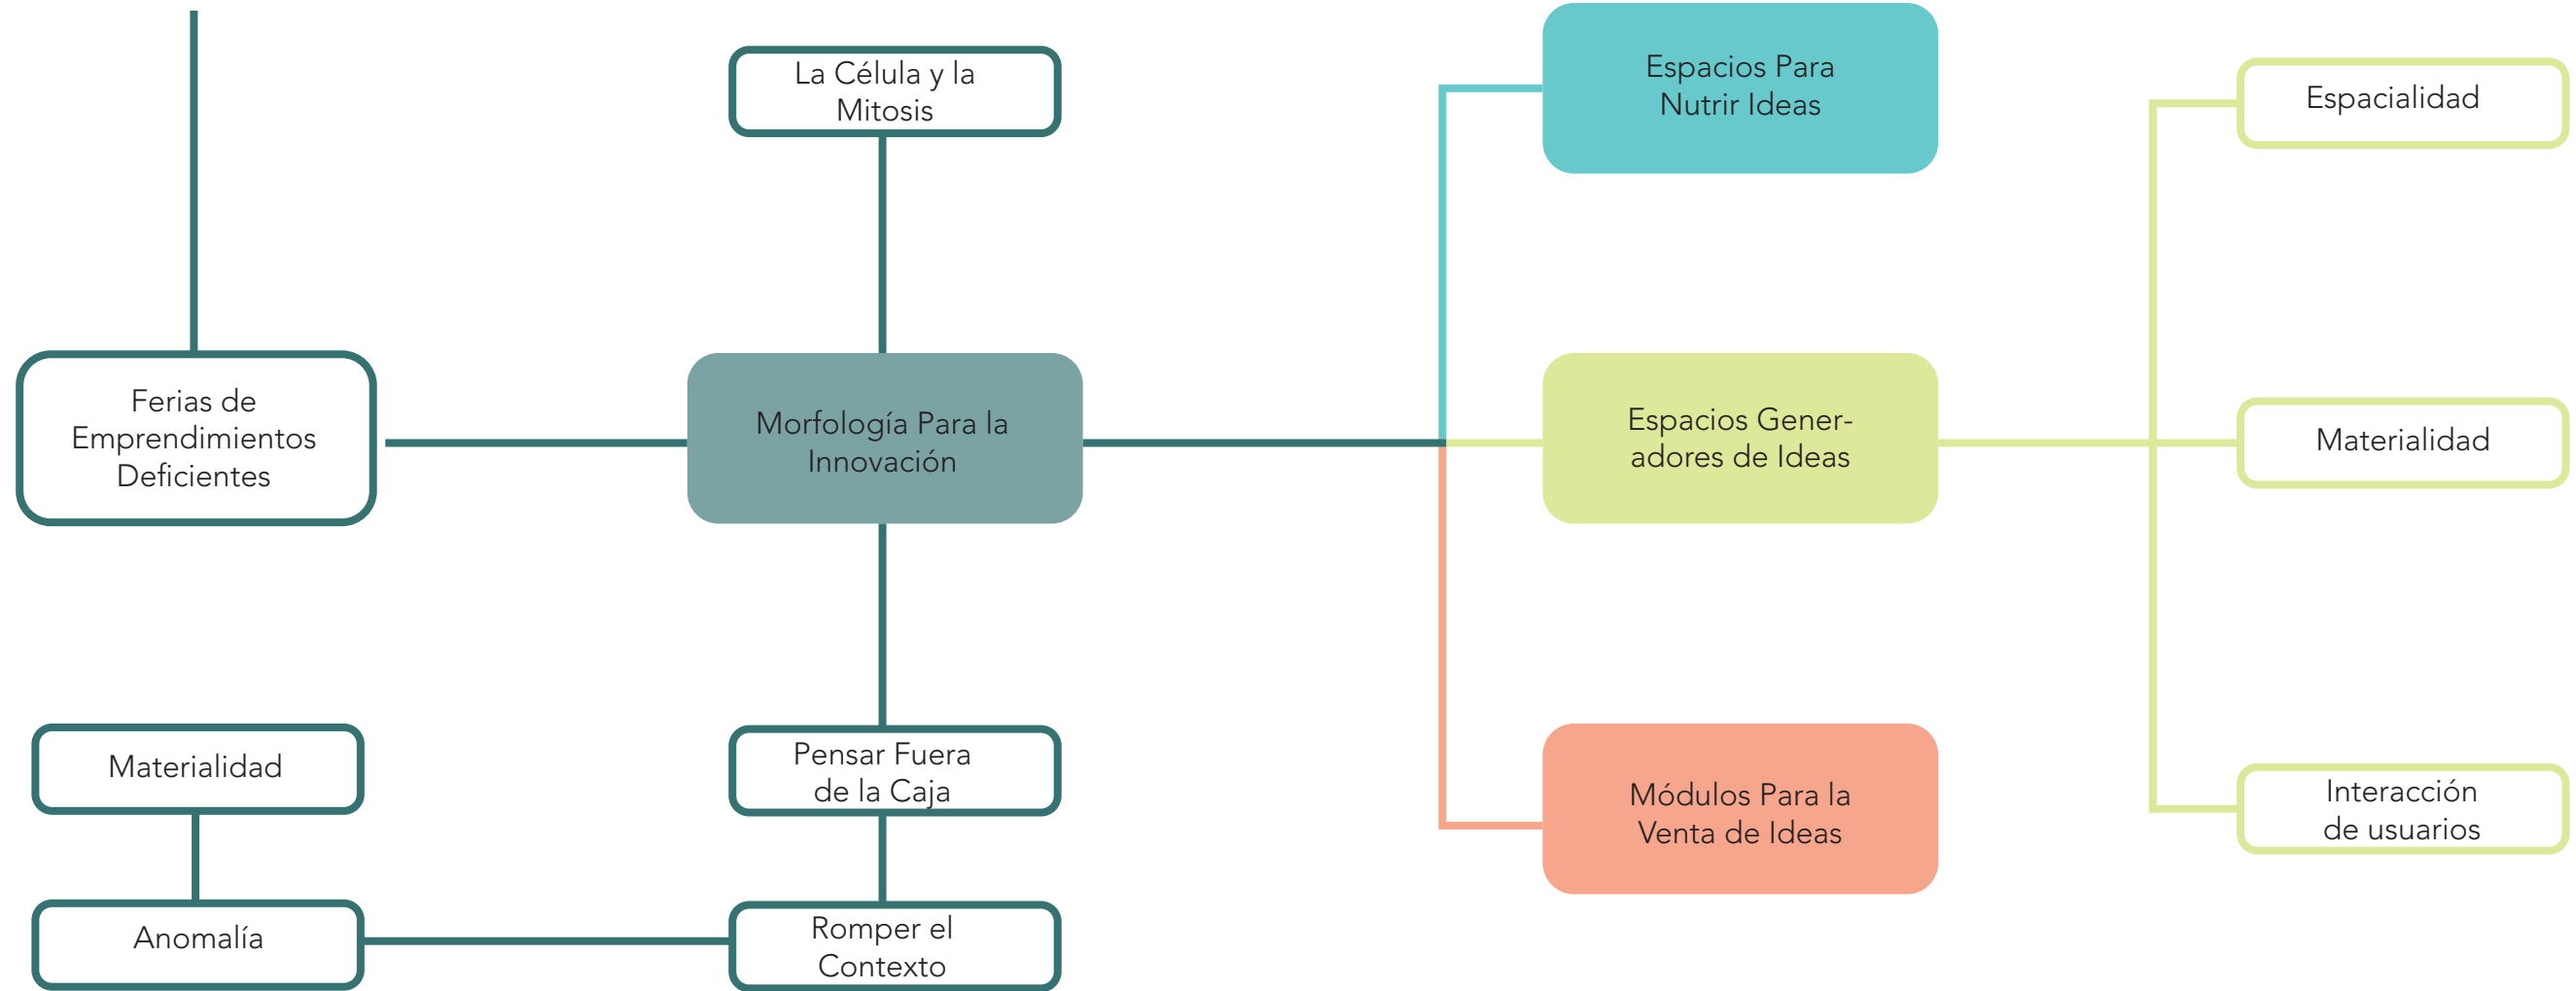 La Célula y la
Mitosis
Espacios Para
Nutrir Ideas
Espacialidad
Ferias de
Emprendimientos
Deficientes
Morfología Para la
Innovación
Espacios Gener-
adores de Ideas
Materialidad
Materialidad
Pensar Fuera
de la Caja
Módulos Para la
Venta de Ideas
Interacción
de usuarios
Anomalía
Romper el
Contexto